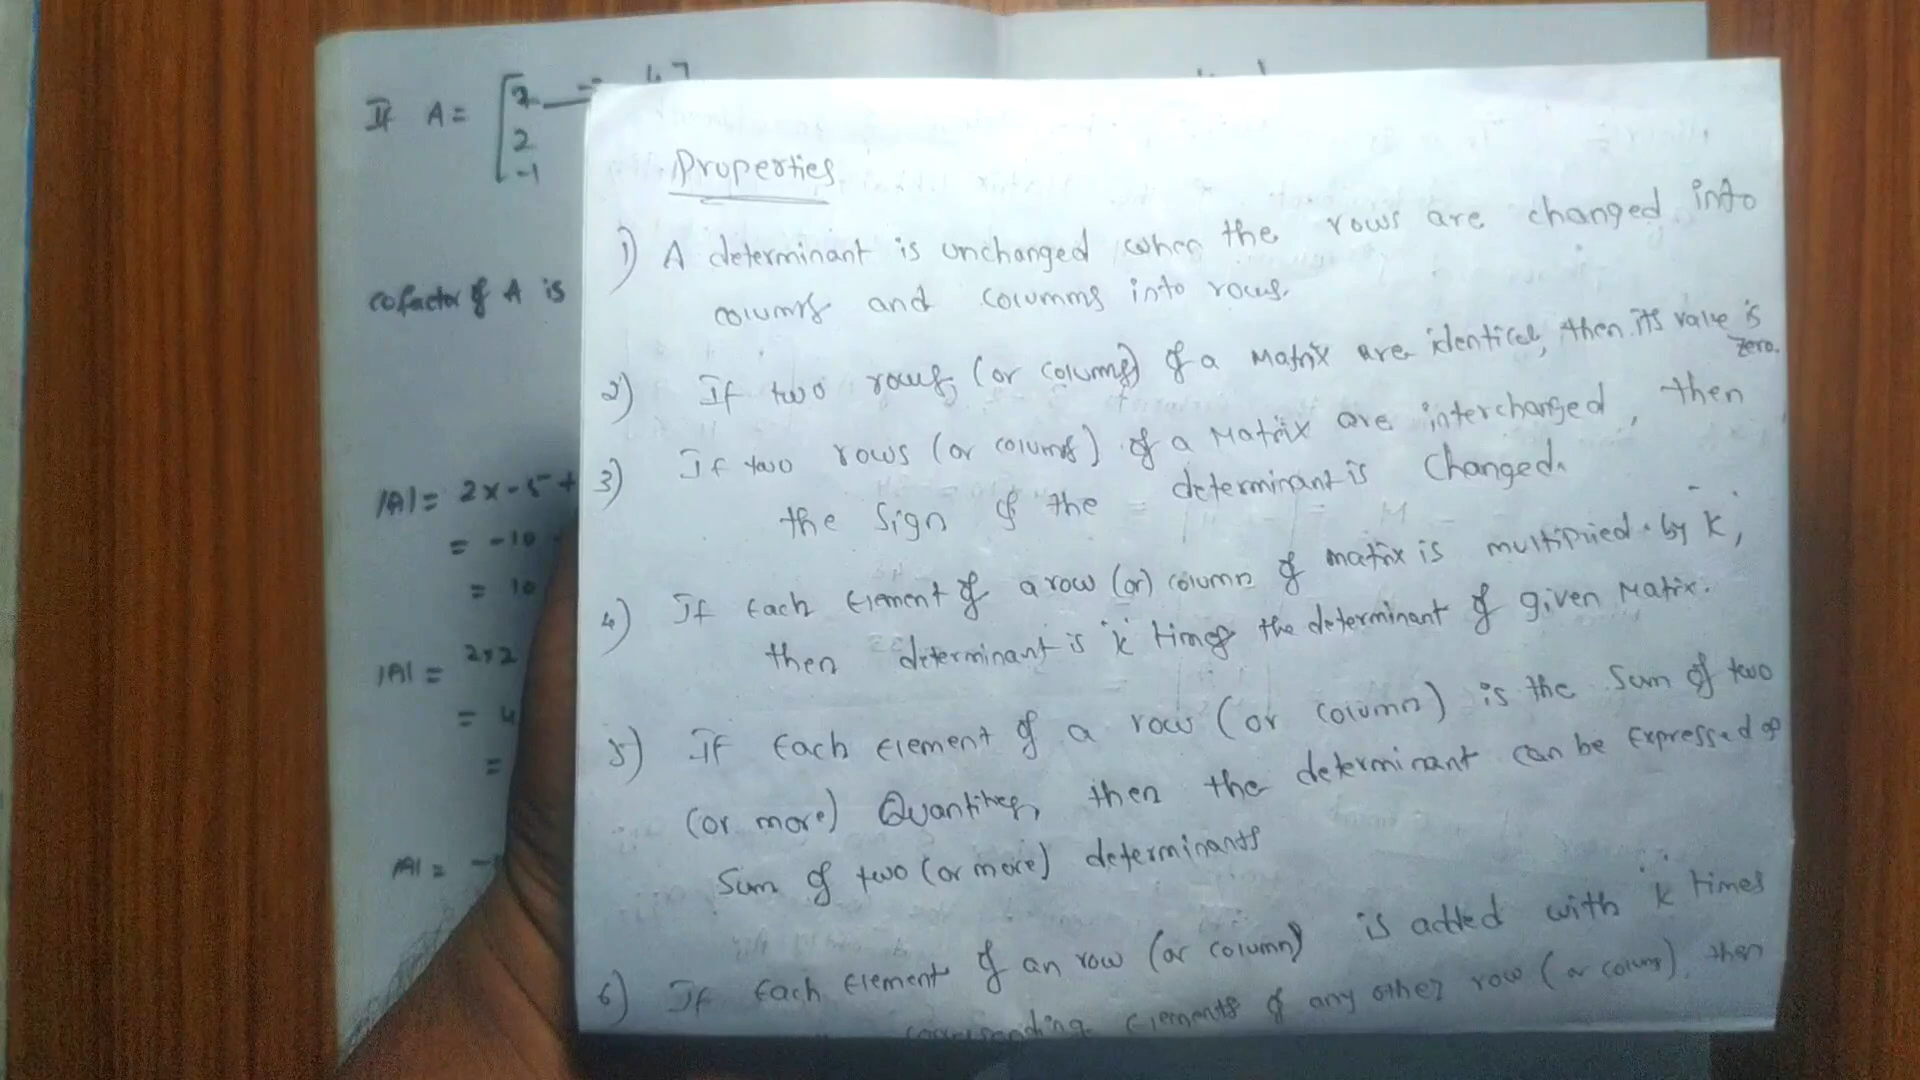 If A = [2
2
-1
cofactor of A is
|A| = 2x-5+
= -10
= 10
|A| = 2x2
= 4
=
|A| = -
Properties
1) A determinant is unchanged when the rows are changed into
columns and columns into rows.
2) If two rows, (or columns) of a Matrix are identical, then its value is
zero.
3) If two rows (or columns) of a Matrix are interchanged, then
the sign of the determinant is changed.
4) If Each Element of a row (or) column of matrix is multiplied by k,
then determinant is 'k' times the determinant of given Matrix.
5) If Each Element of a row (or column) is the sum of two
(or more) Quantities, then the determinant can be Expressed as
Sum of two (or more) determinants
6) If Each Element of an row (or column) is added with 'k' times
corresponding Elements of any other row (or column), then